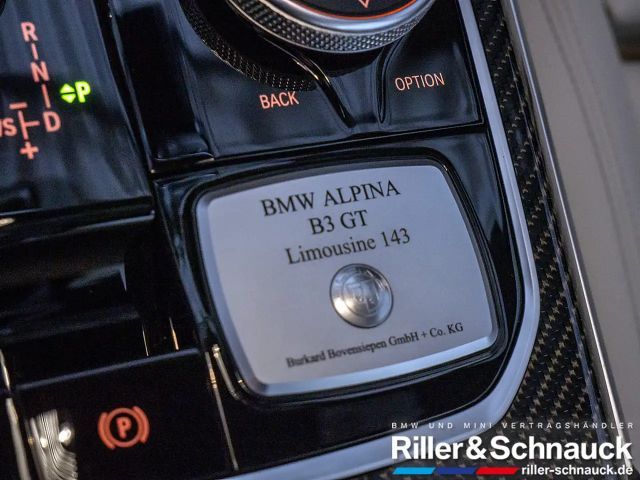 R
N
I
P
D
+
BACK
OPTION
BMW ALPINA
B3 GT
Limousine 143
Burkard Bovensiepen GmbH + Co. KG
P
BMW UND MINI VERTRAGSHÄNDLER
Riller & Schnauck
riller-schnauck.de